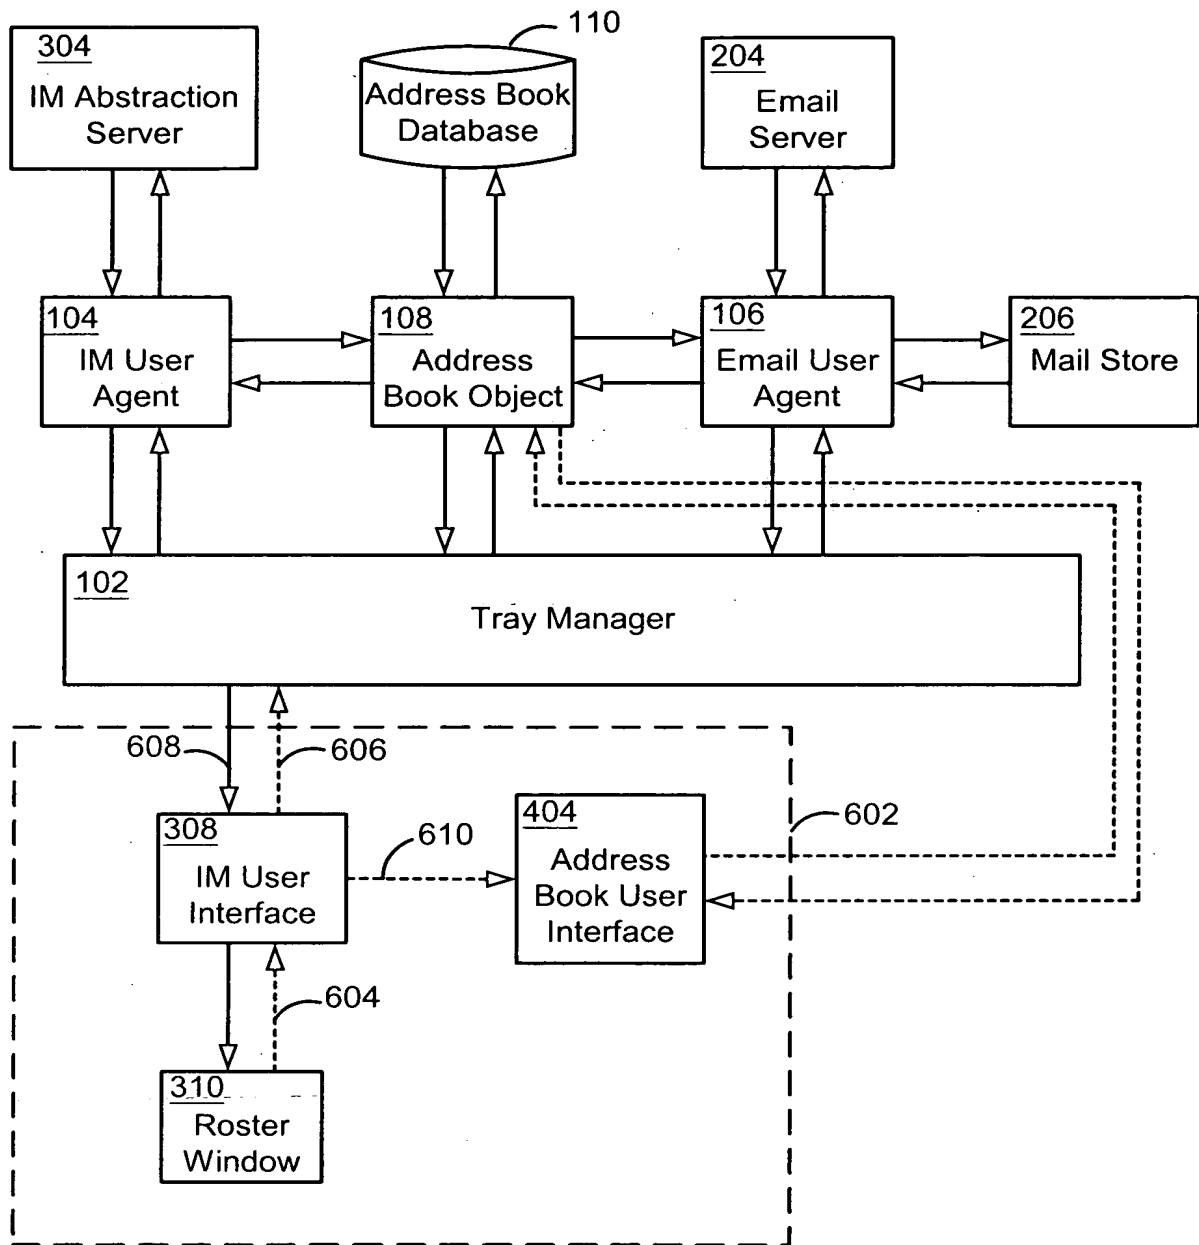 110
304
IM Abstraction
Server
Address Book
Database
204
Email
Server
104
IM User
Agent
108
Address
Book Object
106
Email User
Agent
206
Mail Store
102
Tray Manager
608
606
602
308
IM User
Interface
610
404
Address
Book User
Interface
604
310
Roster
Window